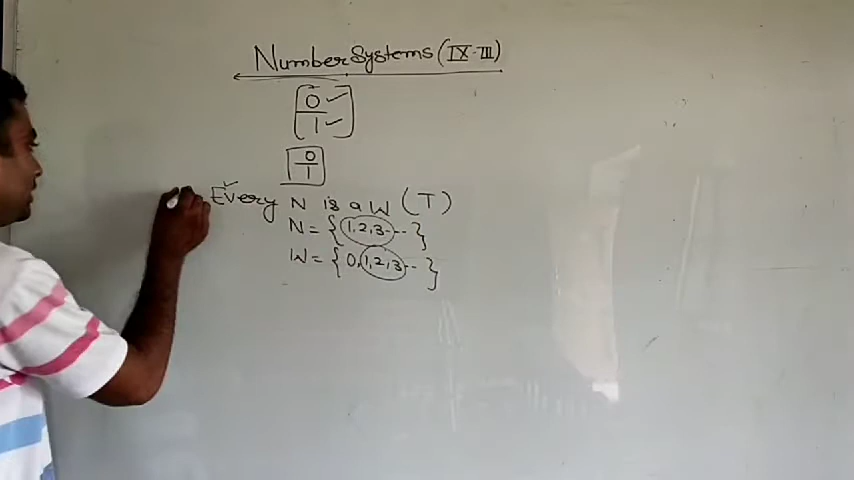 Number Systems (IX-III)
0 ✓
1 ✓
0
1
Every N is a W (T)
N = {1,2,3---}
W = {0,1,2,3--}